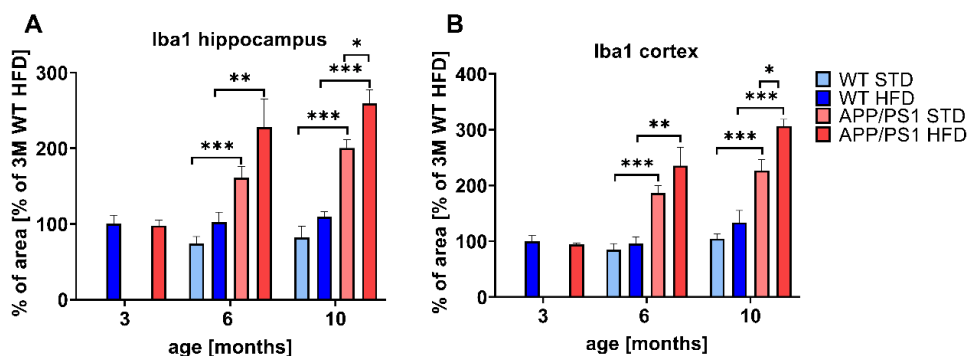 A
Iba1 hippocampus
% of area [% of 3M WT HFD]
300
200
100
0
***
**
***
***
*
3
6
10
age [months]
B
Iba1 cortex
% of area [% of 3M WT HFD]
400
300
200
100
0
***
**
***
***
*
3
6
10
age [months]
WT STD
WT HFD
APP/PS1 STD
APP/PS1 HFD